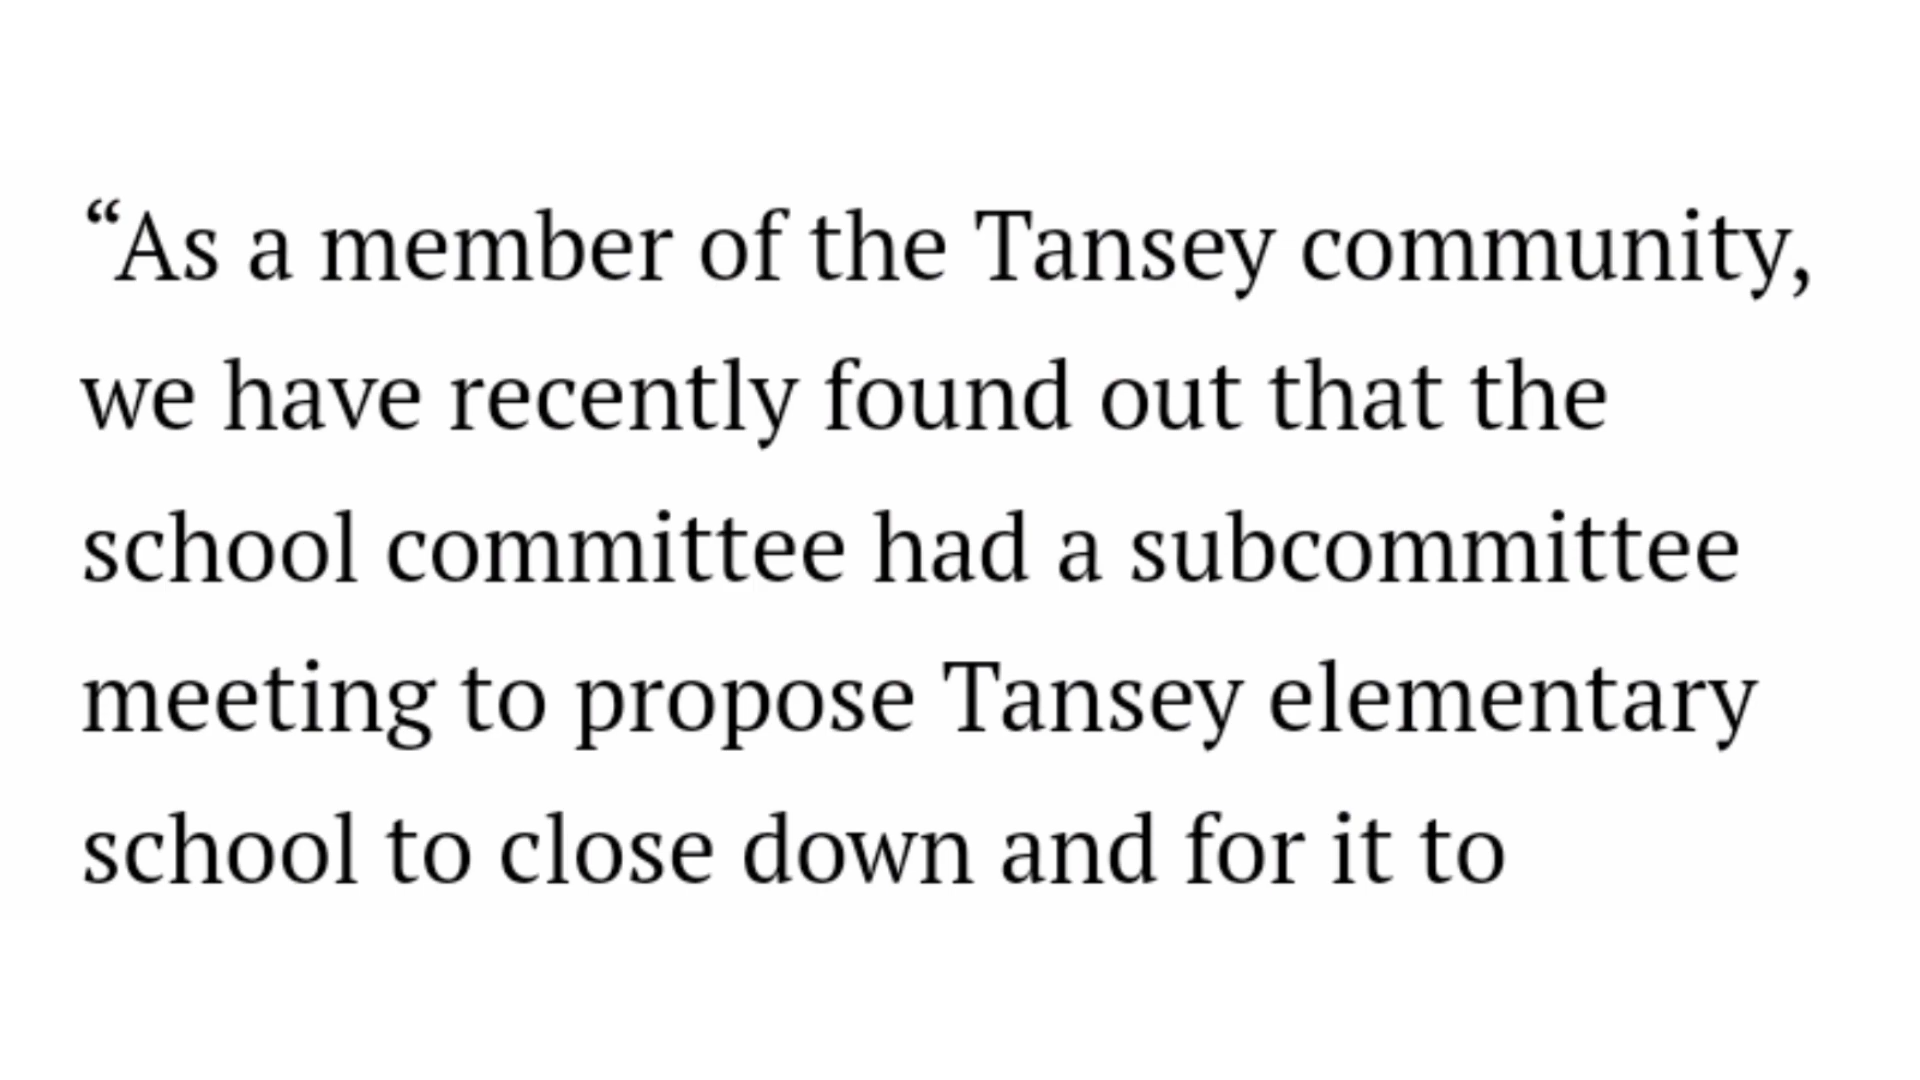 “As a member of the Tansey community,
we have recently found out that the
school committee had a subcommittee
meeting to propose Tansey elementary
school to close down and for it to